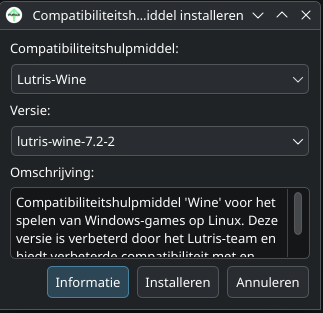 Compatibiliteitsh...iddel installeren
Compatibiliteitshulpmiddel:
Lutris-Wine
Versie:
lutris-wine-7.2-2
Omschrijving:
Compatibiliteitshulpmiddel 'Wine' voor het
spelen van Windows-games op Linux. Deze
versie is verbeterd door het Lutris-team en
biedt verbeterde compatibiliteit met en
Informatie
Installeren
Annuleren